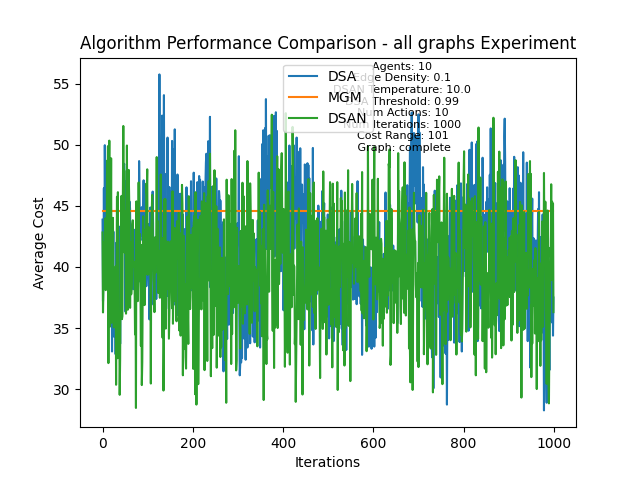 Algorithm Performance Comparison - all graphs Experiment
DSA
MGM
DSAN
Agents: 10
Edge Density: 0.1
DSAN Temperature: 10.0
Threshold: 0.99
Num Actions: 10
Num Iterations: 1000
Cost Range: 101
Graph: complete
Average Cost
55
50
45
40
35
30
0
200
400
600
800
1000
Iterations